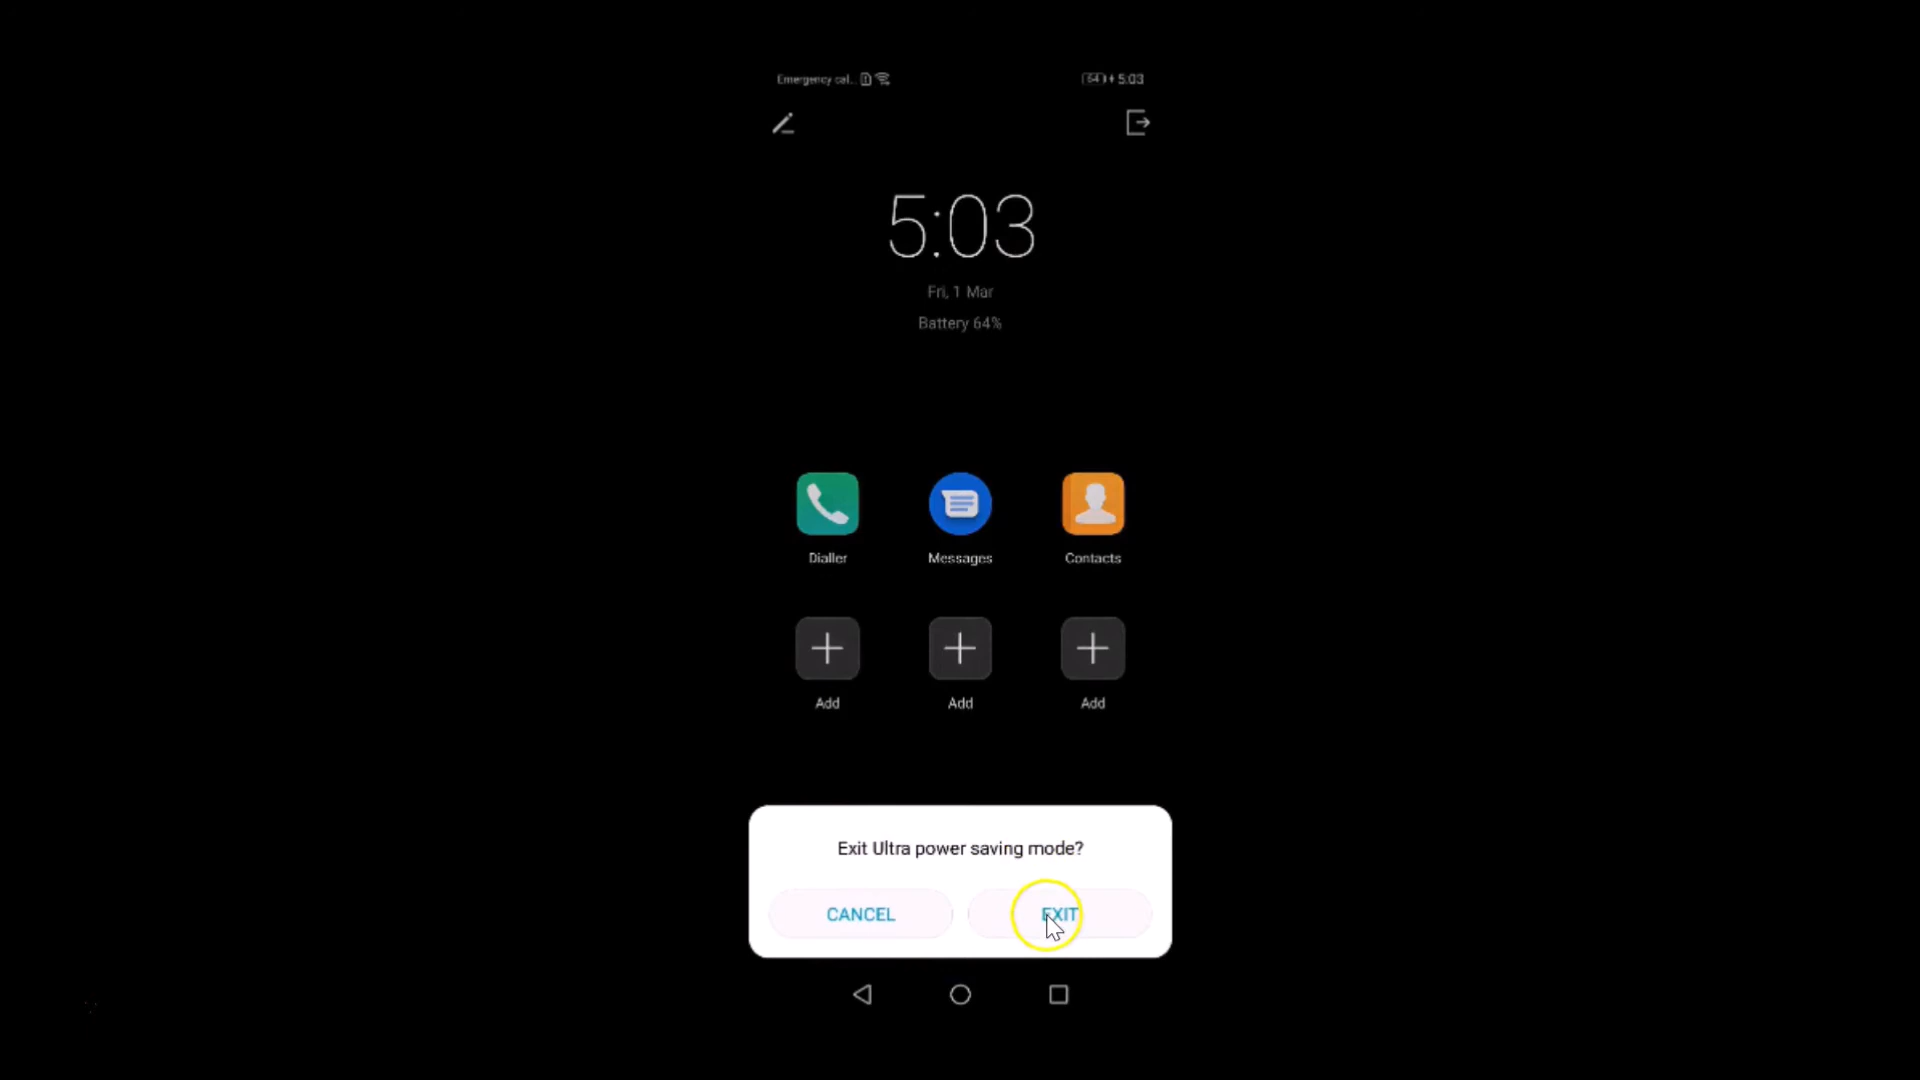 Emergency cal... 64 5:03
5:03
Fri, 1 Mar
Battery 64%
Dialler Messages Contacts
Add Add Add
Exit Ultra power saving mode?
CANCEL EXIT